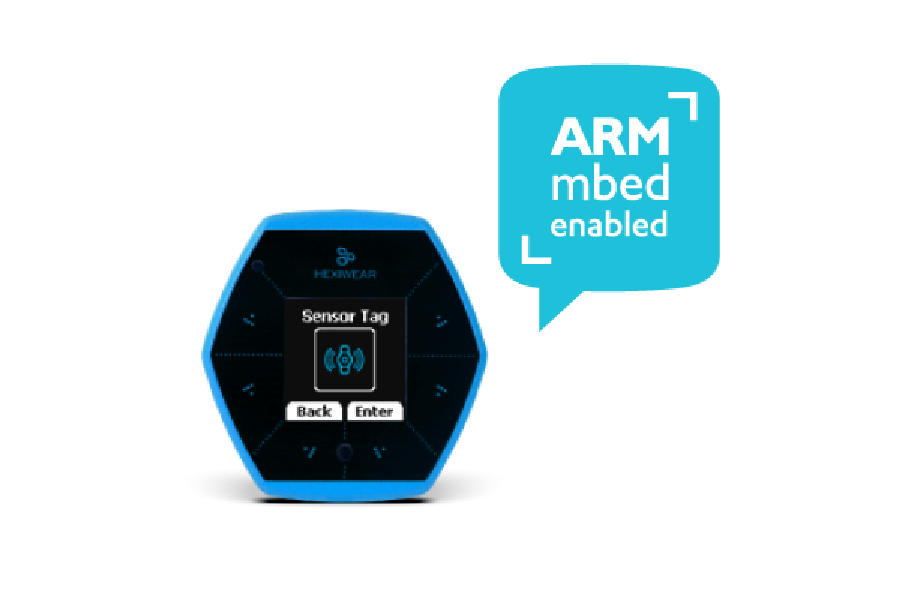 ARM
mbed
enabled
HEXIWEAR
Sensor Tag
Back Enter